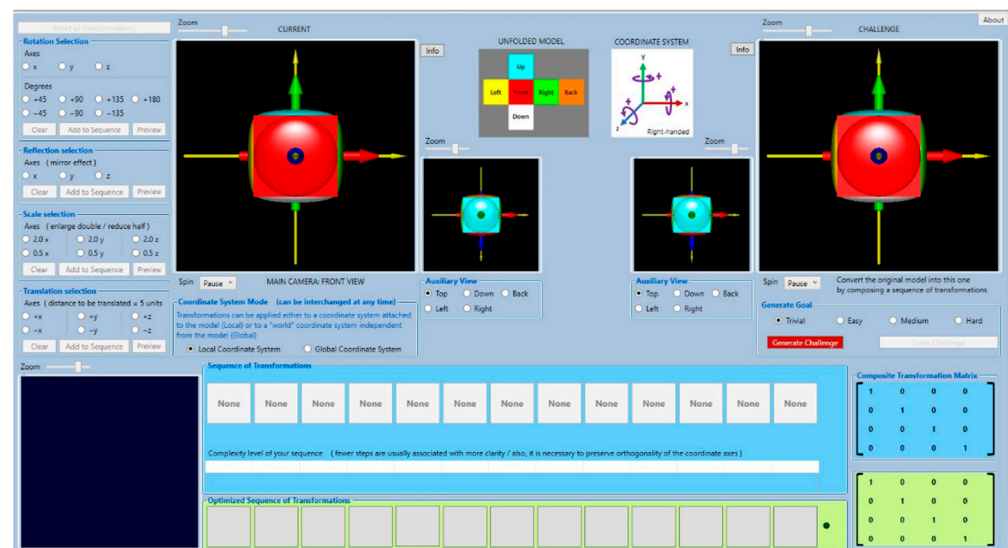 About
Reset all transformations
Rotation Selection
Axes
x y z
Degrees
+45 +90 +135 +180
-45 -90 -135
Clear Add to Sequence Preview
Reflection selection
Axes ( mirror effect )
x y z
Clear Add to Sequence Preview
Scale selection
Axes ( enlarge double / reduce half )
2.0 x 2.0 y 2.0 z
0.5 x 0.5 y 0.5 z
Clear Add to Sequence Preview
Translation selection
Axes ( distance to be translated = 5 units
+x +y +z
-x -y -z
Clear Add to Sequence Preview
Zoom
CURRENT
Info
Spin Pause MAIN CAMERA: FRONT VIEW
Coordinate System Mode (can be interchanged at any time)
Transformations can be applied either to a coordinate system attached
to the model (Local) or to a "world" coordinate system independent
from the model (Global)
Local Coordinate System Global Coordinate System
UNFOLDED MODEL
Up
Left Front Right Back
Down
COORDINATE SYSTEM
y
+
+
+
x
z
Right-handed
Zoom
Auxiliary View
Top Down Back
Left Right
Zoom
Auxiliary View
Top Down Back
Left Right
Info
Zoom
CHALLENGE
Spin Pause
Convert the original model into this one
by composing a sequence of transformations
Generate Goal
Trivial Easy Medium Hard
Generate Challenge Solve Challenge
Zoom
Sequence of Transformations
None None None None None None None None None None None None
Complexity level of your sequence ( fewer steps are usually associated with more clarity / also, it is necessary to preserve orthogonality of the coordinate axes )
Optimized Sequence of Transformations
Composite Transformation Matrix
1 0 0 0
0 1 0 0
0 0 1 0
0 0 0 1
1 0 0 0
0 1 0 0
0 0 1 0
0 0 0 1